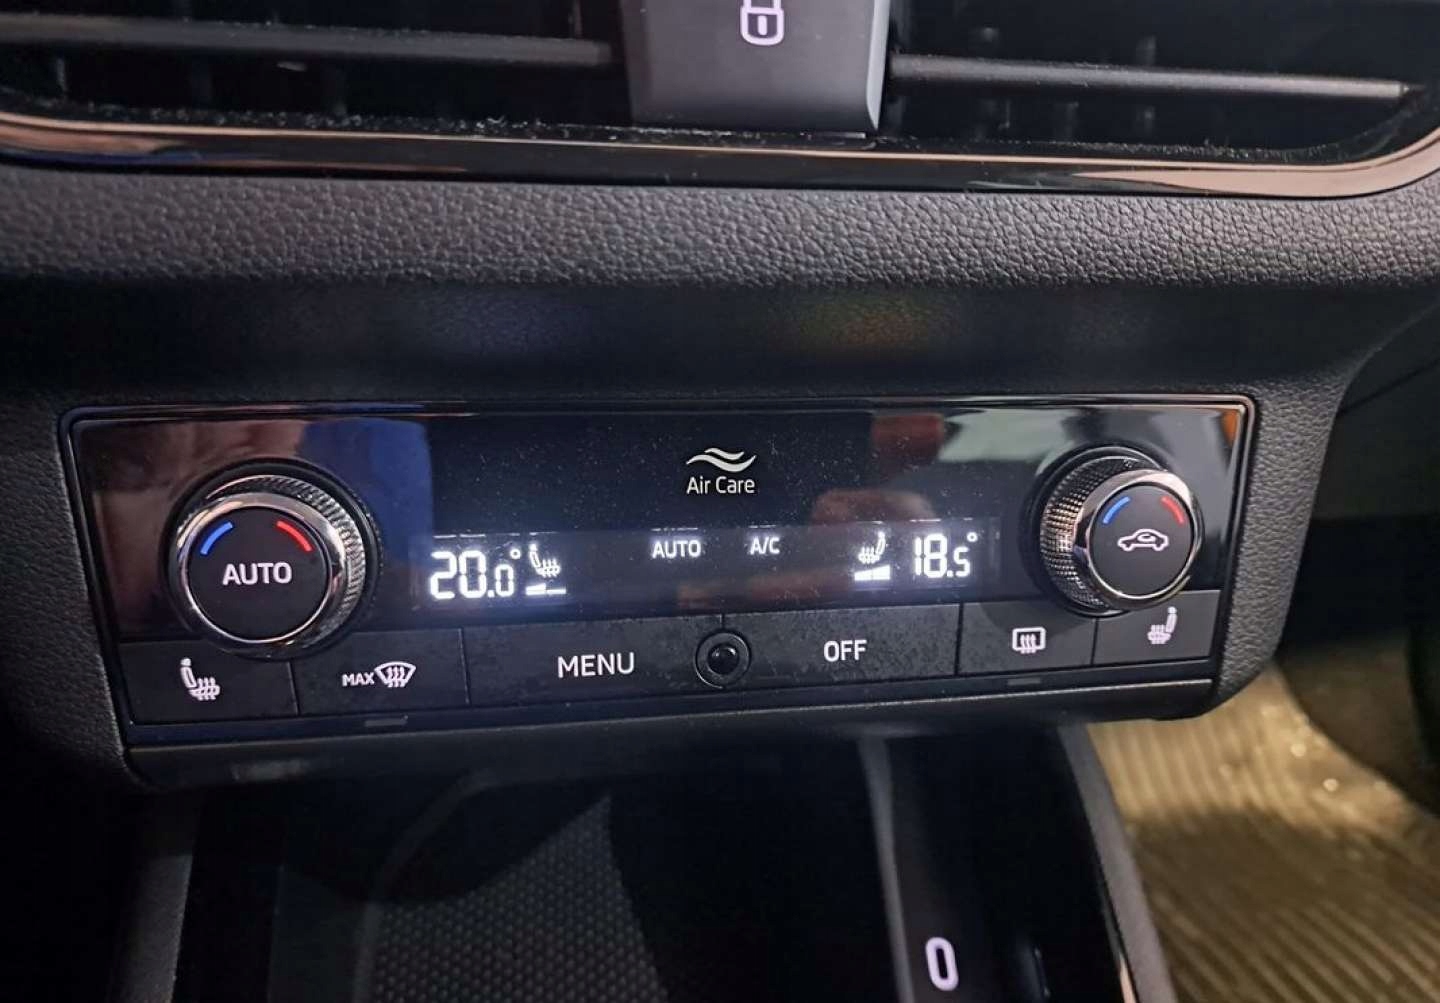 Air Care
AUTO
20.0°
AUTO
A/C
18.5°
MAX
MENU
OFF